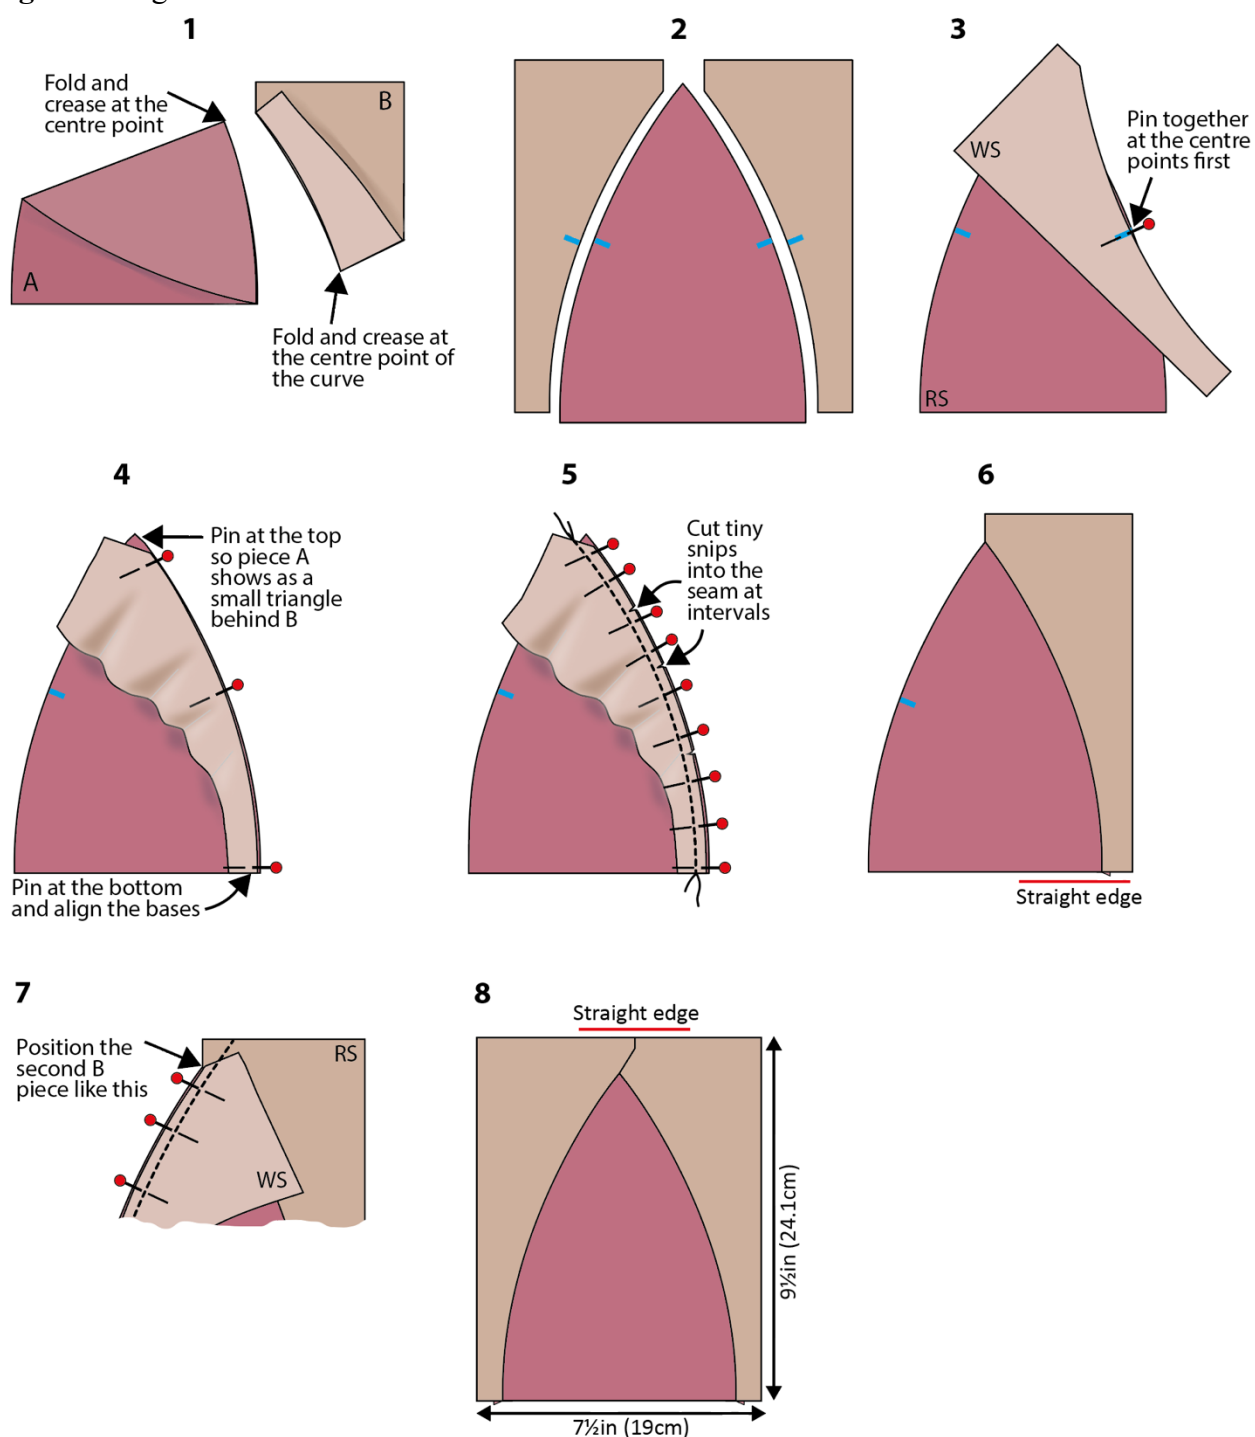 1
Fold and
crease at the
centre point
A
B
Fold and crease at
the centre point of
the curve
2
3
WS
Pin together
at the centre
points first
RS
4
Pin at the top
so piece A
shows as a
small triangle
behind B
Pin at the bottom
and align the bases
5
Cut tiny
snips
into the
seam at
intervals
6
Straight edge
7
Position the
second B
piece like this
RS
WS
8
Straight edge
9½in (24.1cm)
7½in (19cm)